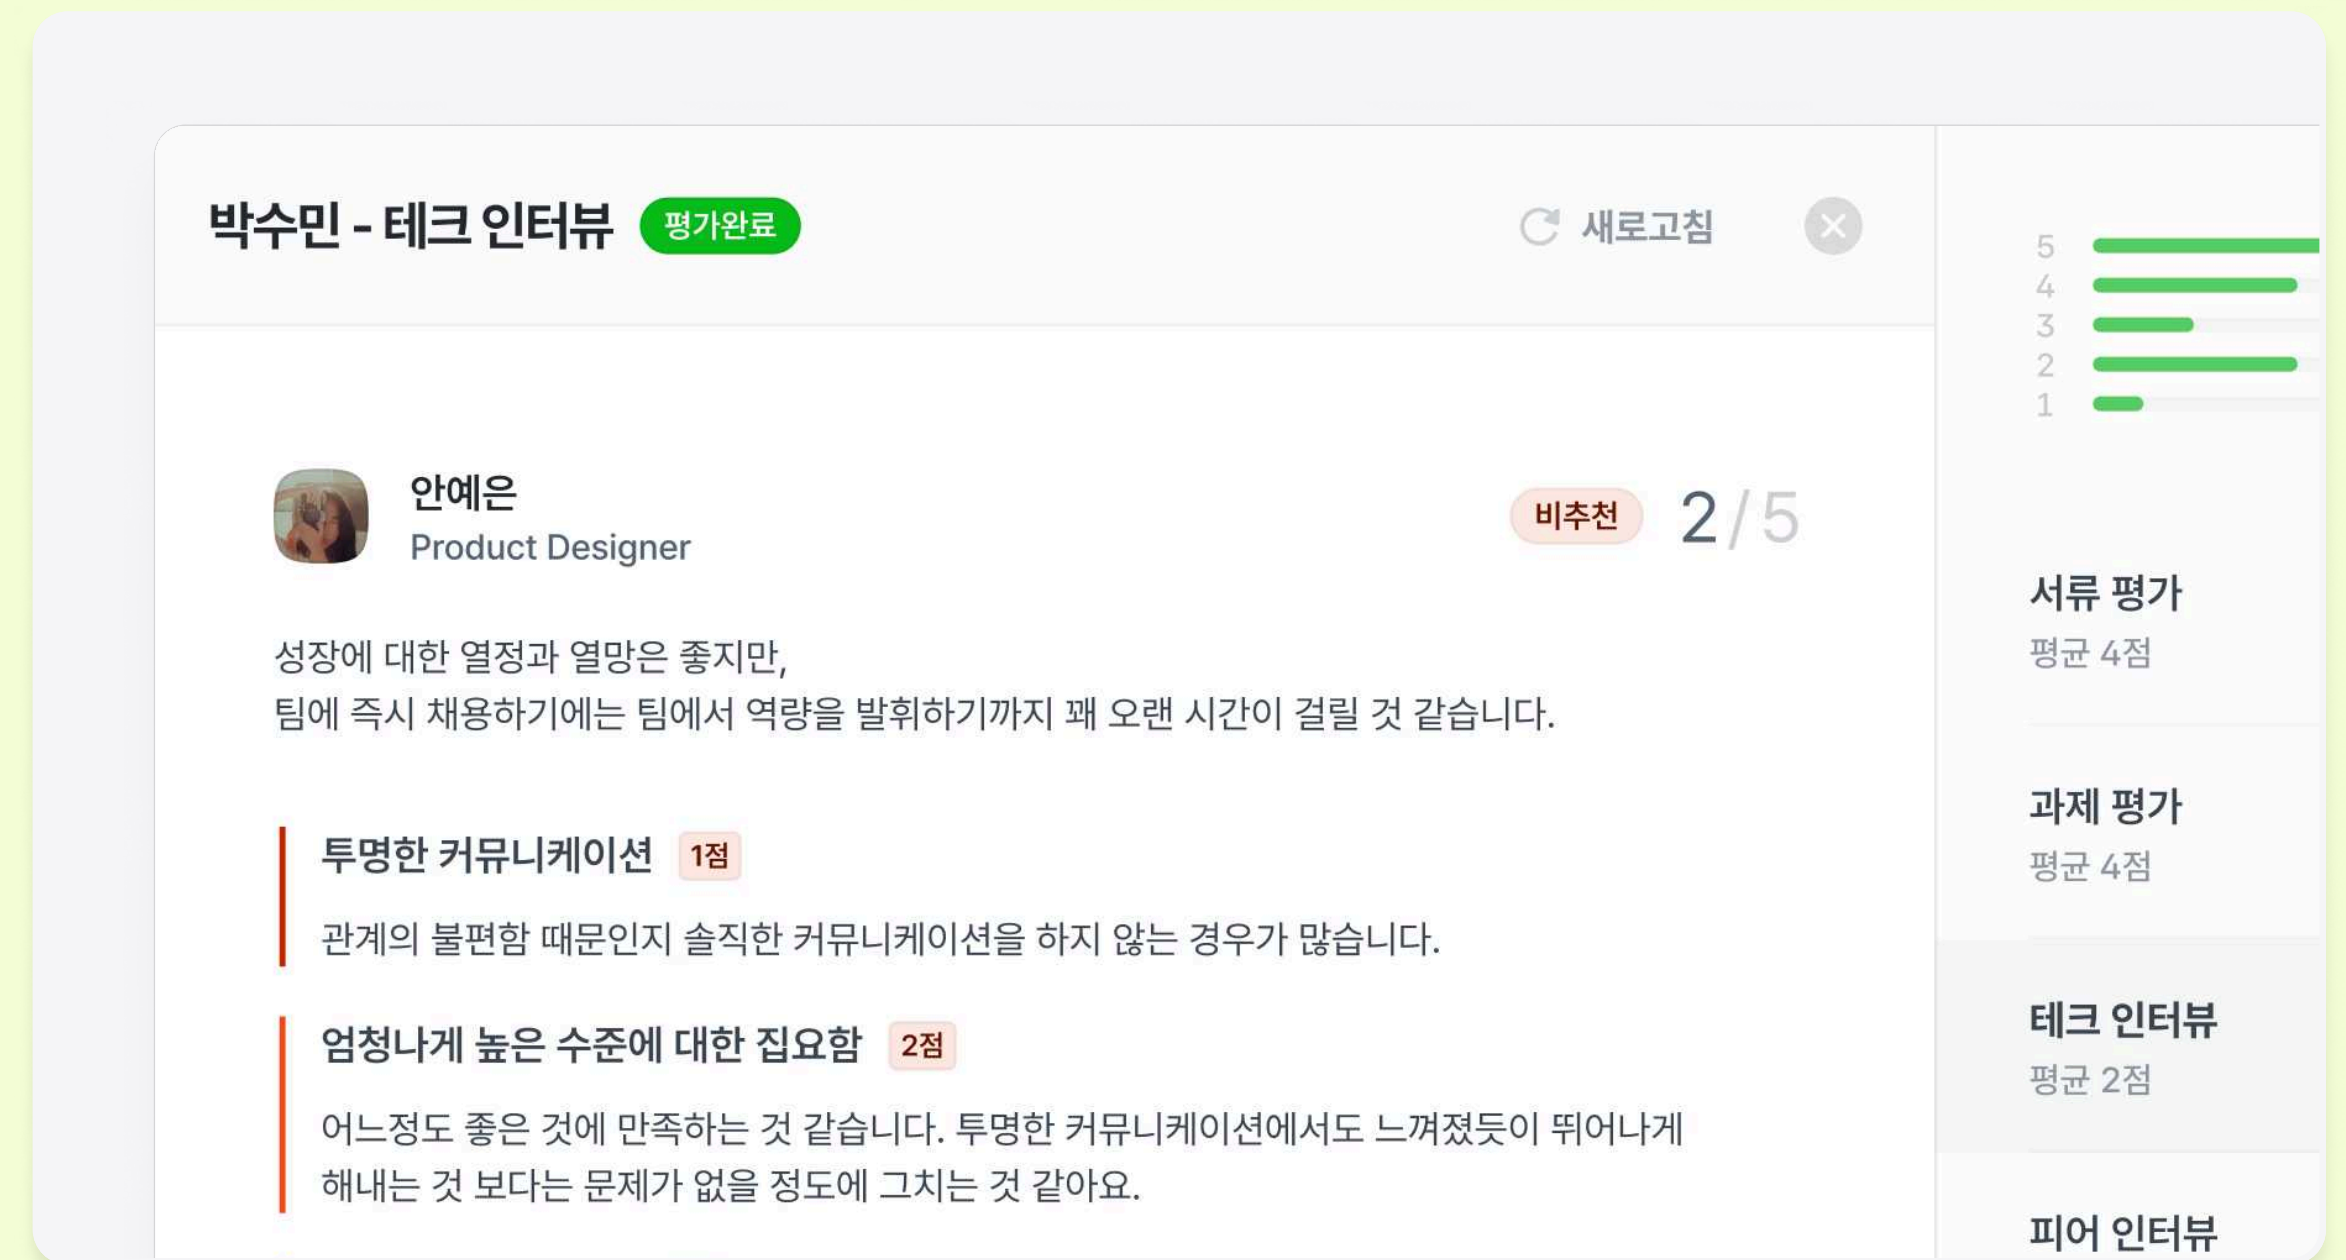 박수민 - 테크 인터뷰 평가완료
새로고침
안예은
Product Designer
비추천 2/5
성장에 대한 열정과 열망은 좋지만,
팀에 즉시 채용하기에는 팀에서 역량을 발휘하기까지 꽤 오랜 시간이 걸릴 것 같습니다.
투명한 커뮤니케이션 1점
관계의 불편함 때문인지 솔직한 커뮤니케이션을 하지 않는 경우가 많습니다.
엄청나게 높은 수준에 대한 집요함 2점
어느정도 좋은 것에 만족하는 것 같습니다. 투명한 커뮤니케이션에서도 느껴졌듯이 뛰어나게
해내는 것 보다는 문제가 없을 정도에 그치는 것 같아요.
5
4
3
2
1
서류 평가
평균 4점
과제 평가
평균 4점
테크 인터뷰
평균 2점
피어 인터뷰